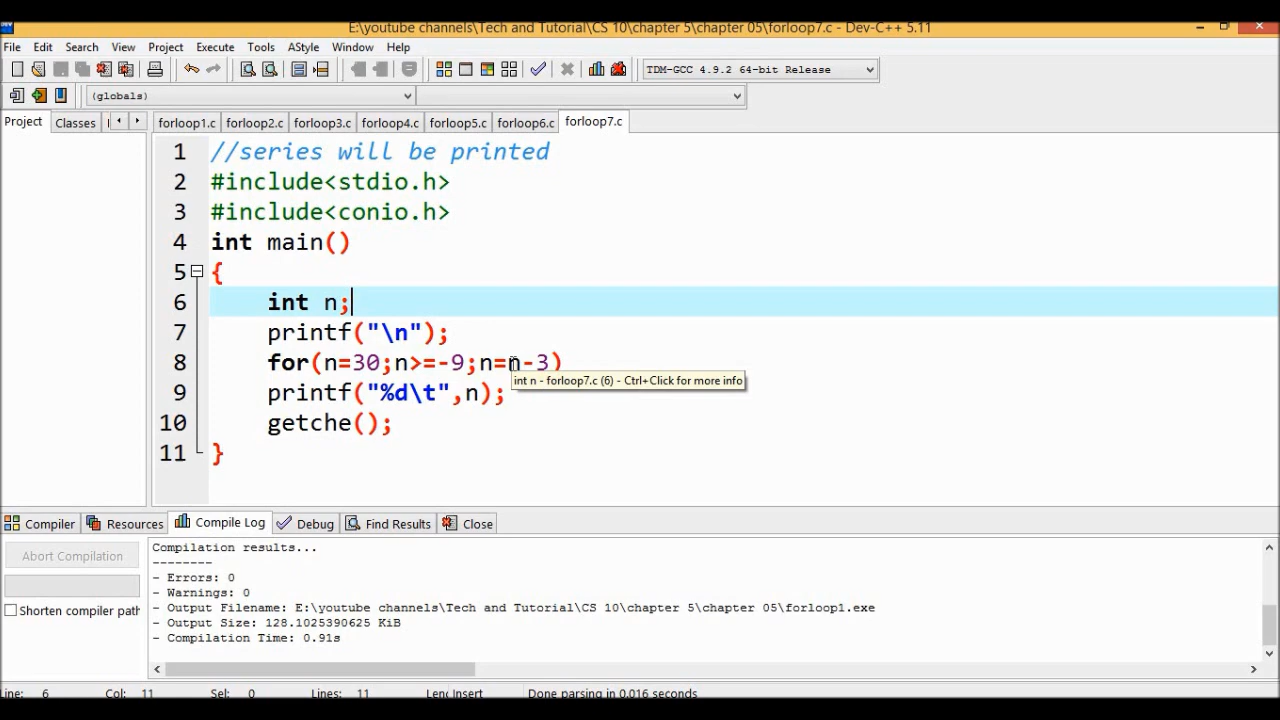 E:\youtube channels\Tech and Tutorial\CS 10\chapter 5\chapter 05\forloop7.c - Dev-C++ 5.11
File Edit Search View Project Execute Tools AStyle Window Help
TDM-GCC 4.9.2 64-bit Release
(globals)
Project Classes forloop1.c forloop2.c forloop3.c forloop4.c forloop5.c forloop6.c forloop7.c
1 //series will be printed
2 #include<stdio.h>
3 #include<conio.h>
4 int main()
5 {
6 int n;
7 printf("\n");
8 for(n=30;n>=-9;n=n-3)
int n - forloop7.c (6) - Ctrl+Click for more info
9 printf("%d\t",n);
10 getche();
11 }
Compiler Resources Compile Log Debug Find Results Close
Abort Compilation
Shorten compiler path
Compilation results...
--------
- Errors: 0
- Warnings: 0
- Output Filename: E:\youtube channels\Tech and Tutorial\CS 10\chapter 5\chapter 05\forloop1.exe
- Output Size: 128.1025390625 KiB
- Compilation Time: 0.91s
Line: 6 Col: 11 Sel: 0 Lines: 11 Insert Done parsing in 0.016 seconds